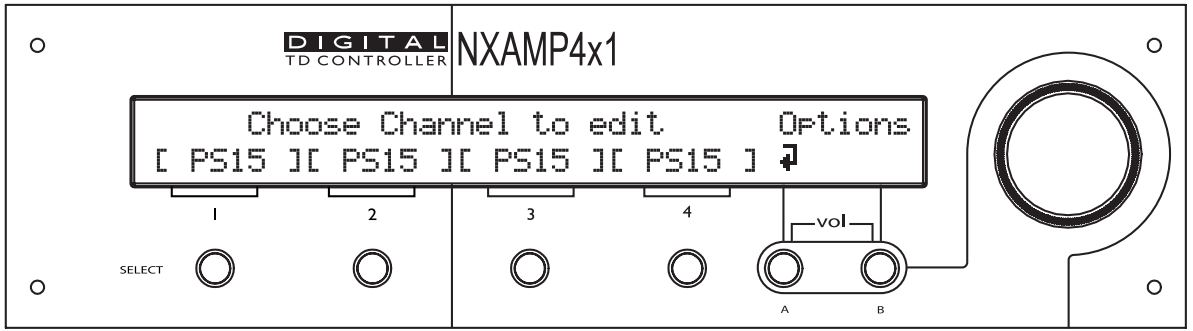 DIGITAL NXAMP4x1
TD CONTROLLER
Choose Channel to edit Options
[ PS15 ][ PS15 ][ PS15 ][ PS15 ] ↲
1 2 3 4
vol
SELECT
A B